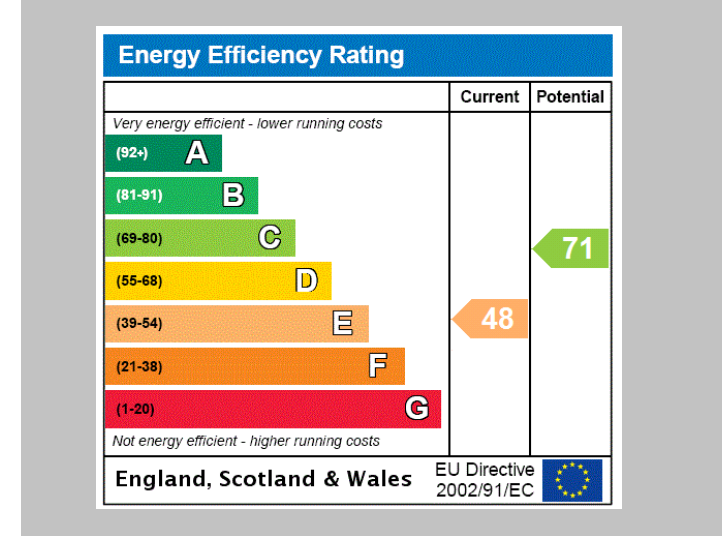 Energy Efficiency Rating
Current Potential
Very energy efficient - lower running costs
(92+) A
(81-91) B
(69-80) C
71
(55-68) D
(39-54) E
48
(21-38) F
(1-20) G
Not energy efficient - higher running costs
England, Scotland & Wales
EU Directive
2002/91/EC